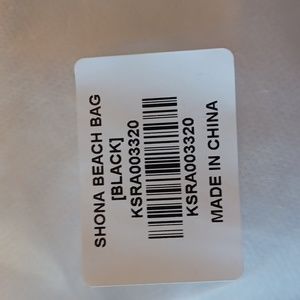 SHONA BEACH BAG
[BLACK]
KSRA003320
KSRA003320
MADE IN CHINA